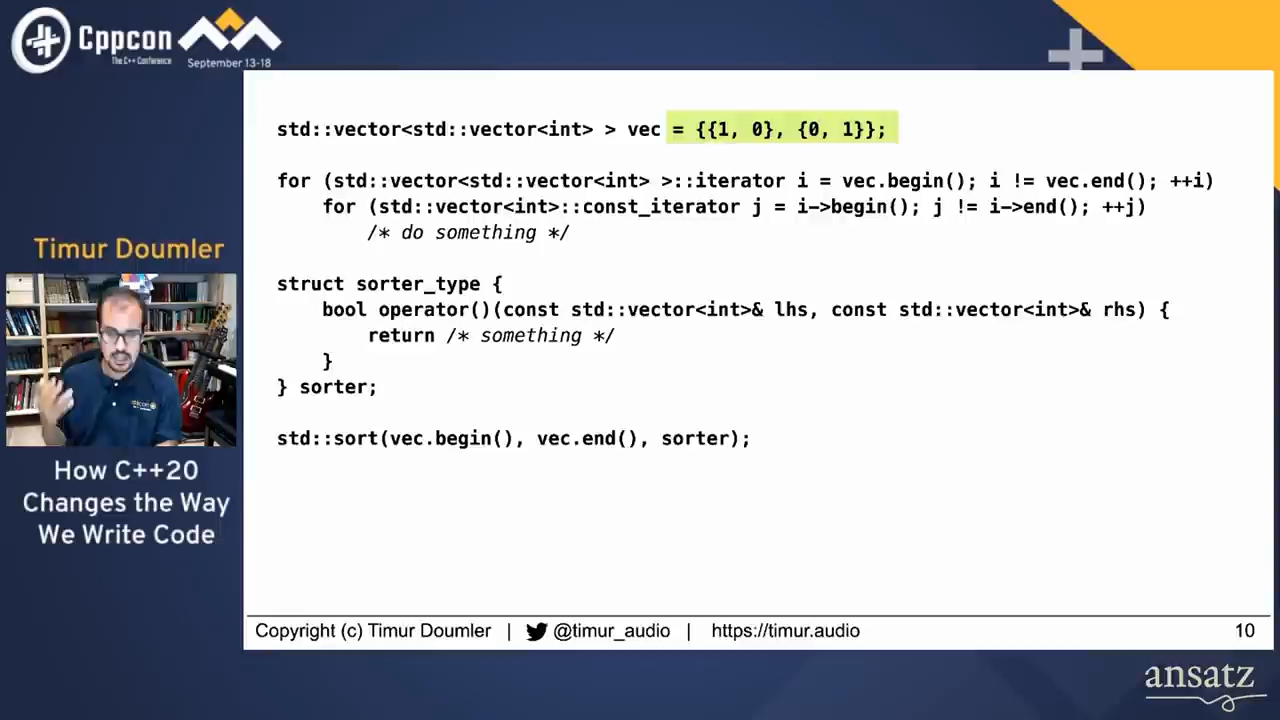 Cppcon
The C++ Conference
September 13-18
std::vector<std::vector<int> > vec = {{1, 0}, {0, 1}};
for (std::vector<std::vector<int> >::iterator i = vec.begin(); i != vec.end(); ++i)
for (std::vector<int>::const_iterator j = i->begin(); j != i->end(); ++j)
/* do something */
struct sorter_type {
bool operator()(const std::vector<int>& lhs, const std::vector<int>& rhs) {
return /* something */
}
} sorter;
std::sort(vec.begin(), vec.end(), sorter);
Timur Doumler
How C++20
Changes the Way
We Write Code
Copyright (c) Timur Doumler | @timur_audio | https://timur.audio 10
ansatz